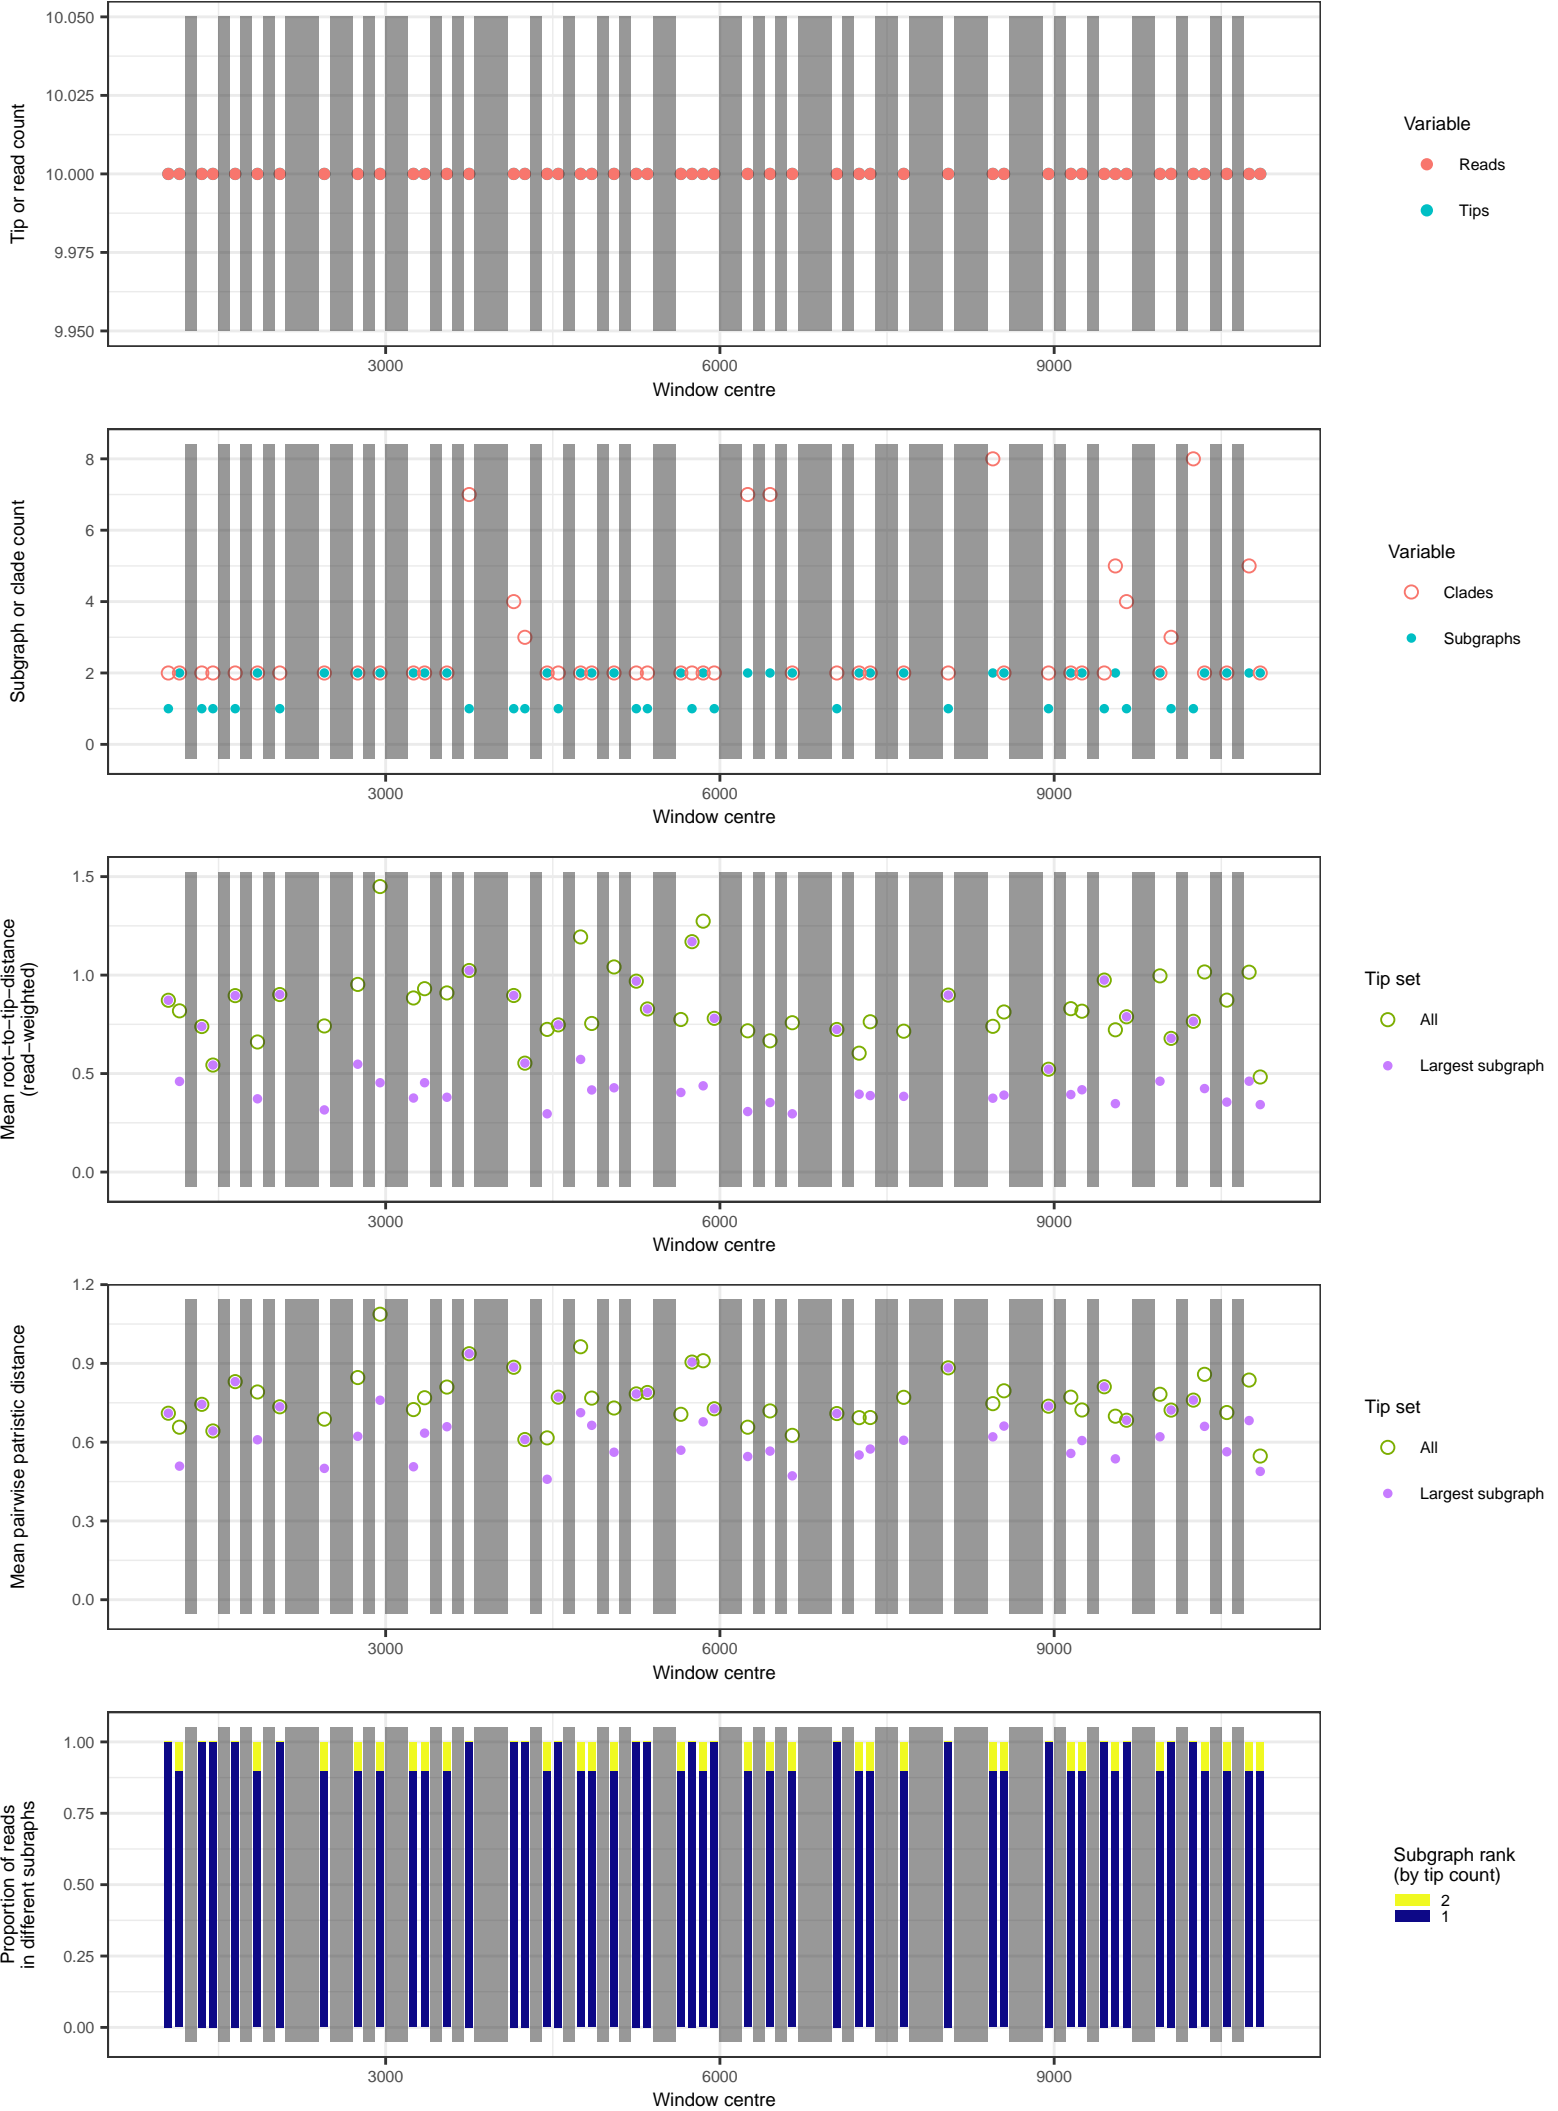 10.050
10.025
10.000
9.975
9.950
Tip or read count
3000 6000 9000
Window centre
Variable
Reads
Tips
8
6
4
2
0
Subgraph or clade count
3000 6000 9000
Window centre
Variable
Clades
Subgraphs
1.5
1.0
0.5
0.0
Mean root−to−tip−distance
(read−weighted)
3000 6000 9000
Window centre
Tip set
All
Largest subgraph
1.2
0.9
0.6
0.3
0.0
Mean pairwise patristic distance
3000 6000 9000
Window centre
Tip set
All
Largest subgraph
1.00
0.75
0.50
0.25
0.00
Proportion of reads
in different subraphs
3000 6000 9000
Window centre
Subgraph rank
(by tip count)
2
1